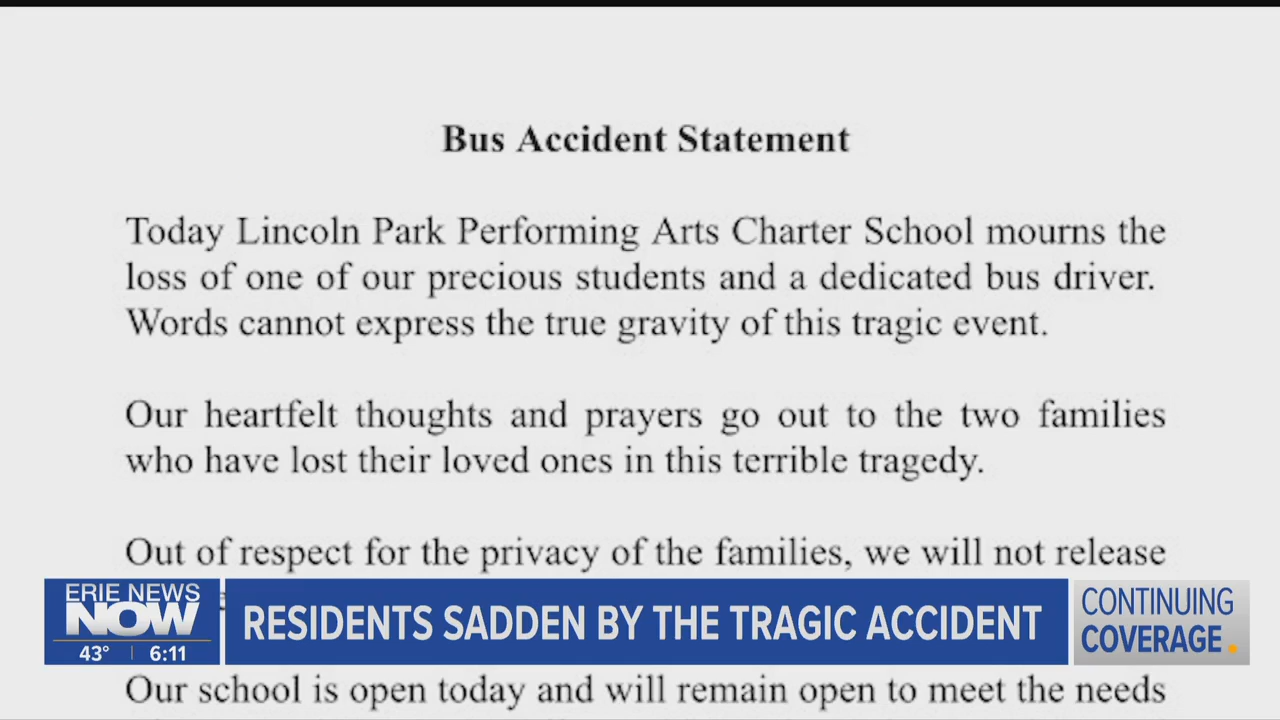 Bus Accident Statement
Today Lincoln Park Performing Arts Charter School mourns the
loss of one of our precious students and a dedicated bus driver.
Words cannot express the true gravity of this tragic event.
Our heartfelt thoughts and prayers go out to the two families
who have lost their loved ones in this terrible tragedy.
Out of respect for the privacy of the families, we will not release
ERIE NEWS
NOW
43° | 6:11
RESIDENTS SADDEN BY THE TRAGIC ACCIDENT
CONTINUING
COVERAGE.
Our school is open today and will remain open to meet the needs